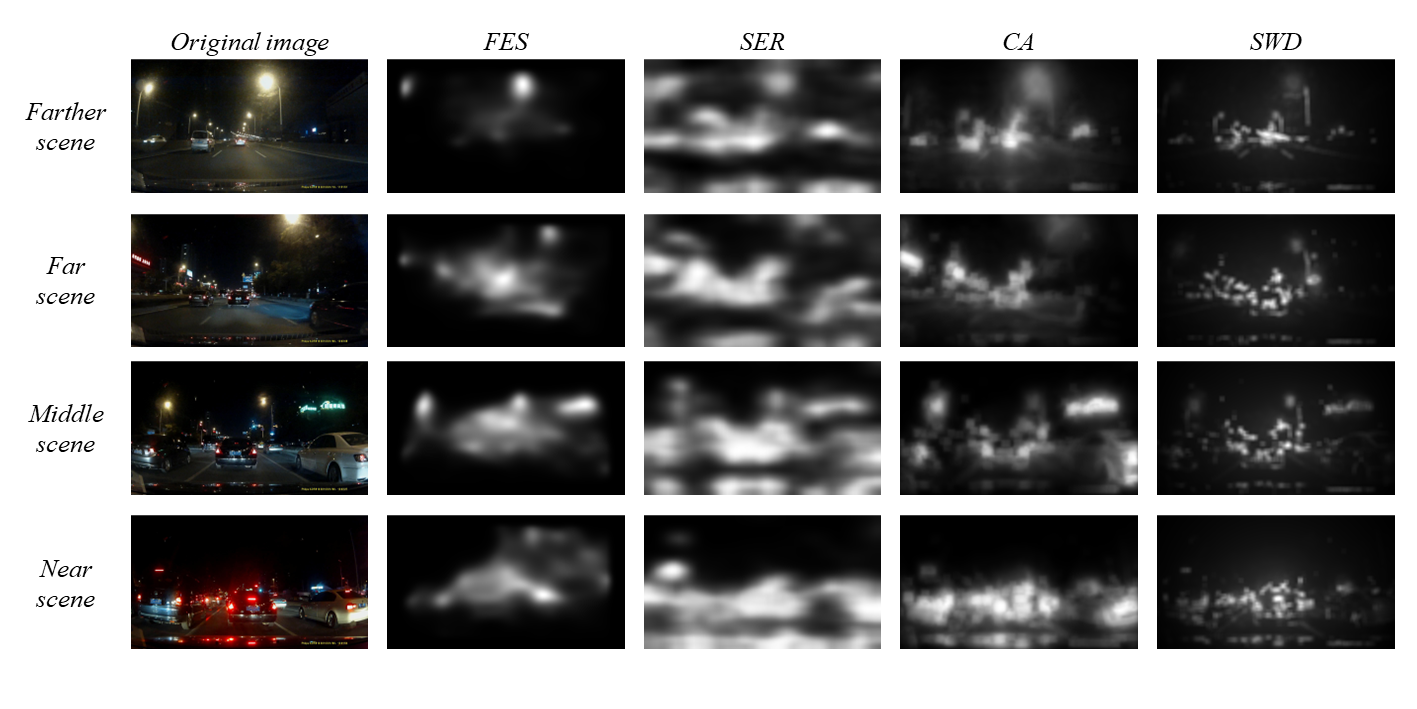 Original image
FES
SER
CA
SWD
Farther
scene
Far
scene
Middle
scene
Near
scene